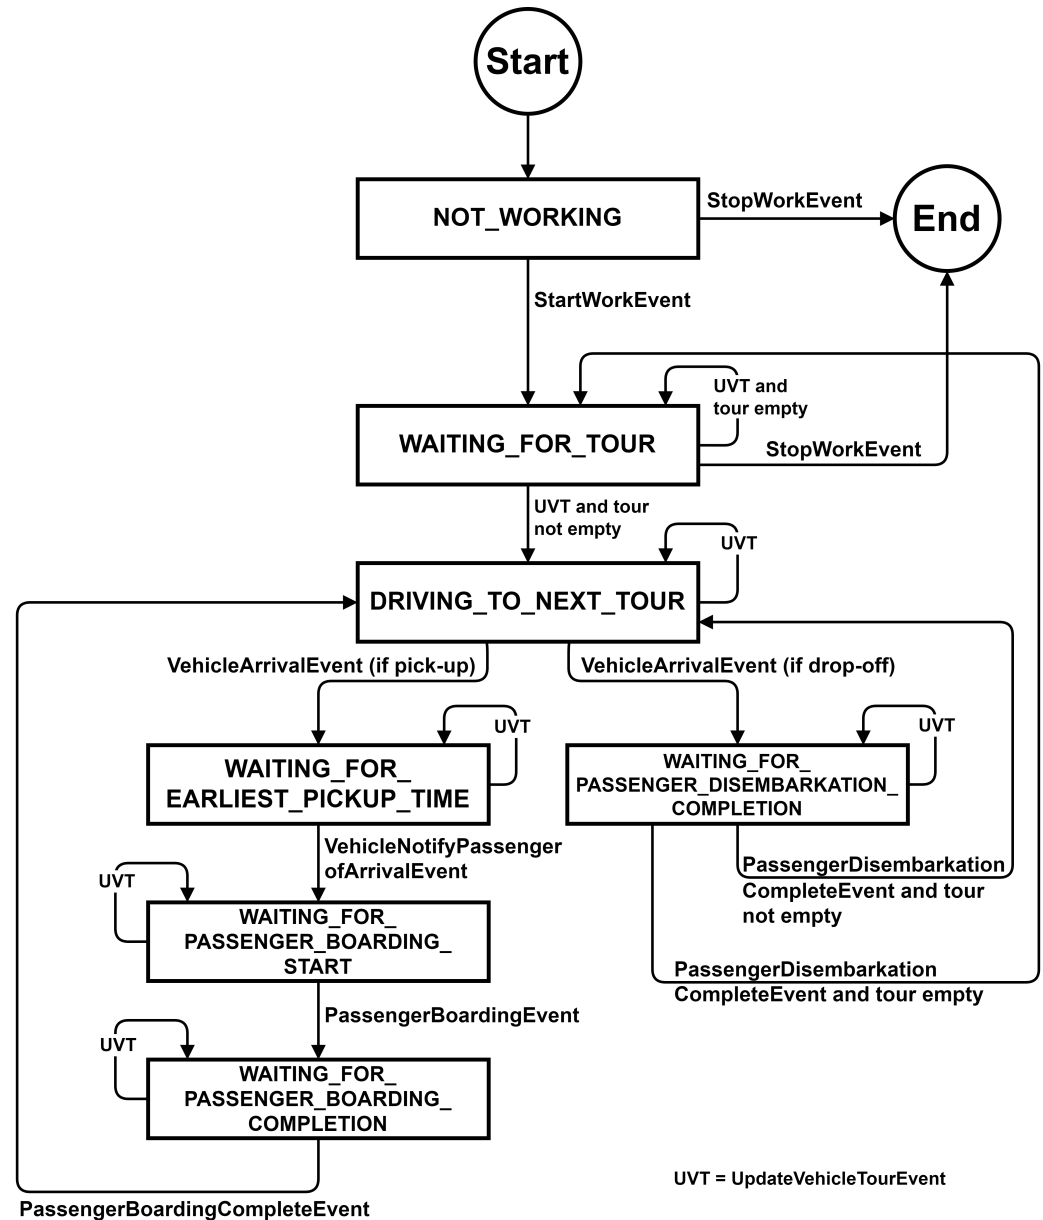 Start
NOT_WORKING
StopWorkEvent
End
StartWorkEvent
UVT and
tour empty
WAITING_FOR_TOUR
StopWorkEvent
UVT and tour
not empty
UVT
DRIVING_TO_NEXT_TOUR
VehicleArrivalEvent (if pick-up)
VehicleArrivalEvent (if drop-off)
UVT
WAITING_FOR_
EARLIEST_PICKUP_TIME
UVT
WAITING_FOR_
PASSENGER_DISEMBARKATION_
COMPLETION
VehicleNotifyPassenger
ofArrivalEvent
PassengerDisembarkation
CompleteEvent and tour
not empty
UVT
WAITING_FOR_
PASSENGER_BOARDING_
START
PassengerDisembarkation
CompleteEvent and tour empty
PassengerBoardingEvent
UVT
WAITING_FOR_
PASSENGER_BOARDING_
COMPLETION
UVT = UpdateVehicleTourEvent
PassengerBoardingCompleteEvent